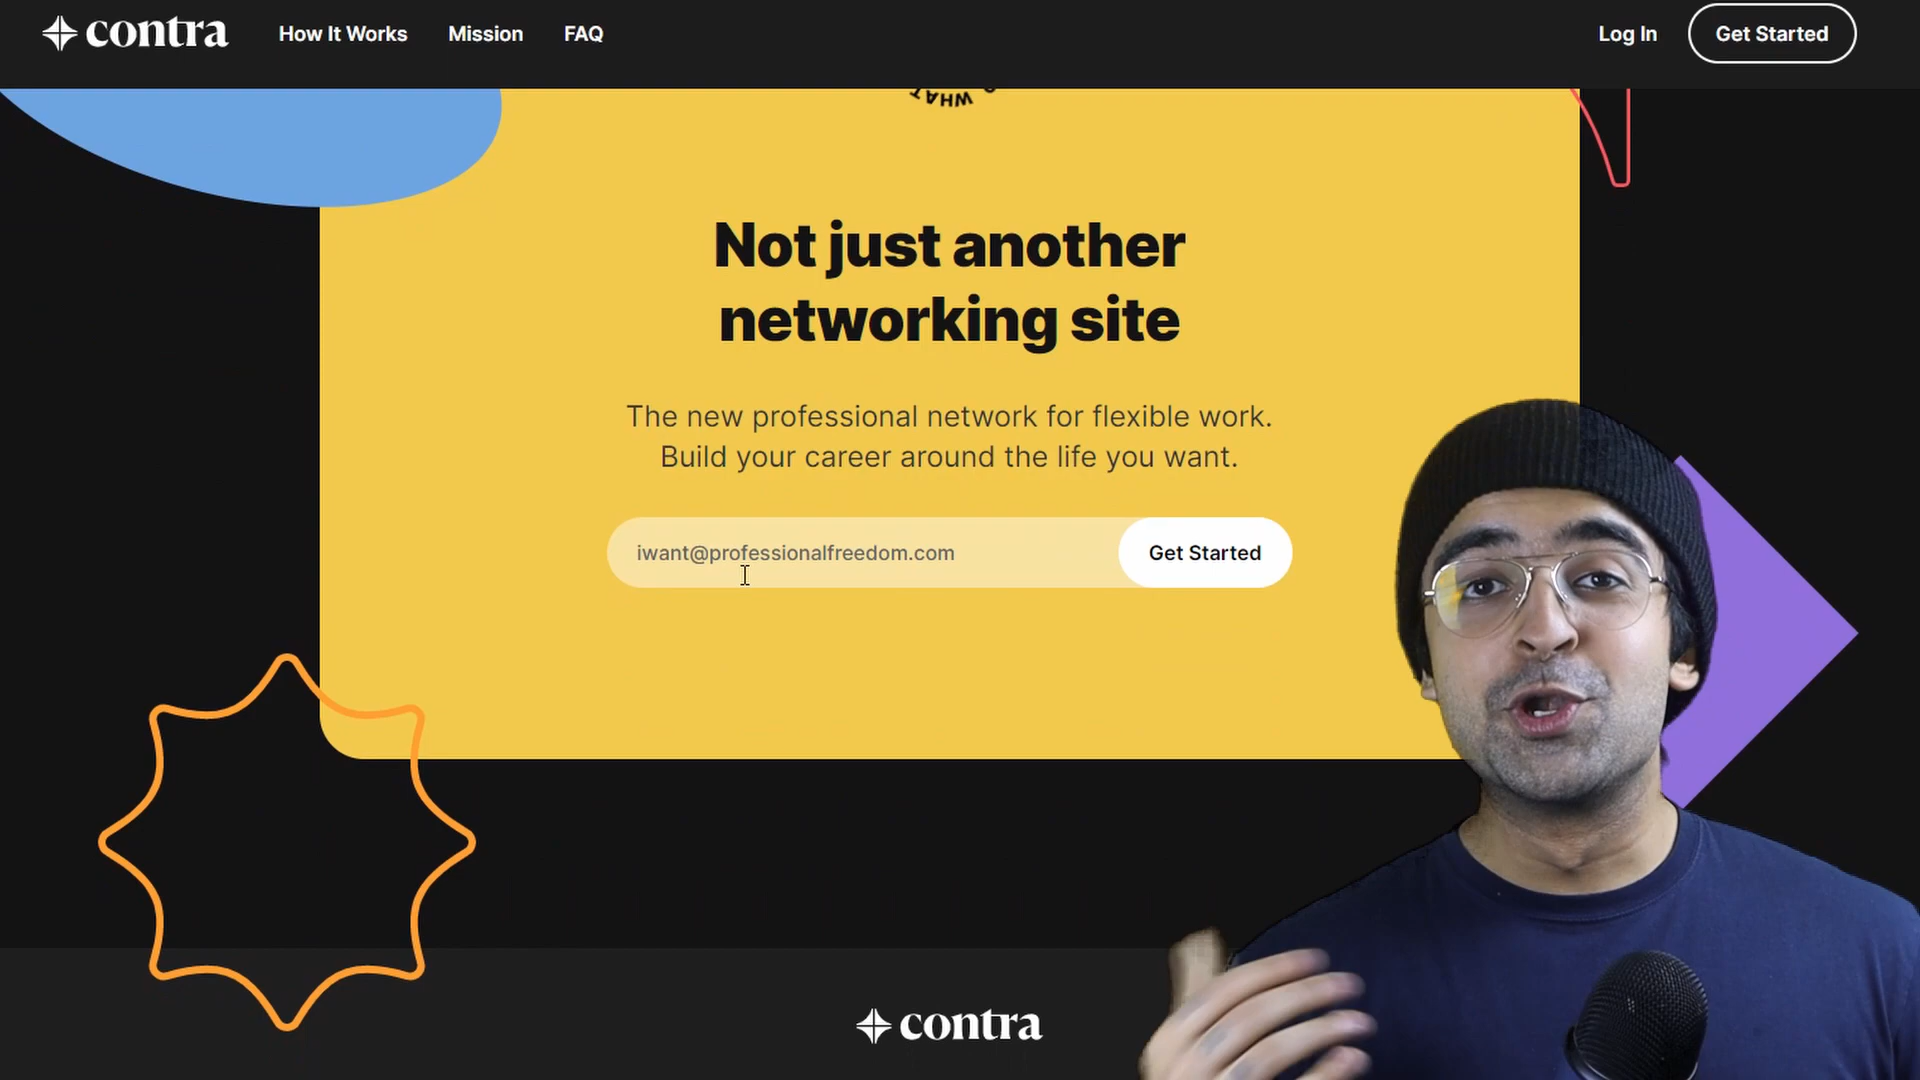 contra
How It Works
Mission
FAQ
Log In
Get Started
WHAT
Not just another
networking site
The new professional network for flexible work.
Build your career around the life you want.
iwant@professionalfreedom.com
Get Started
contra